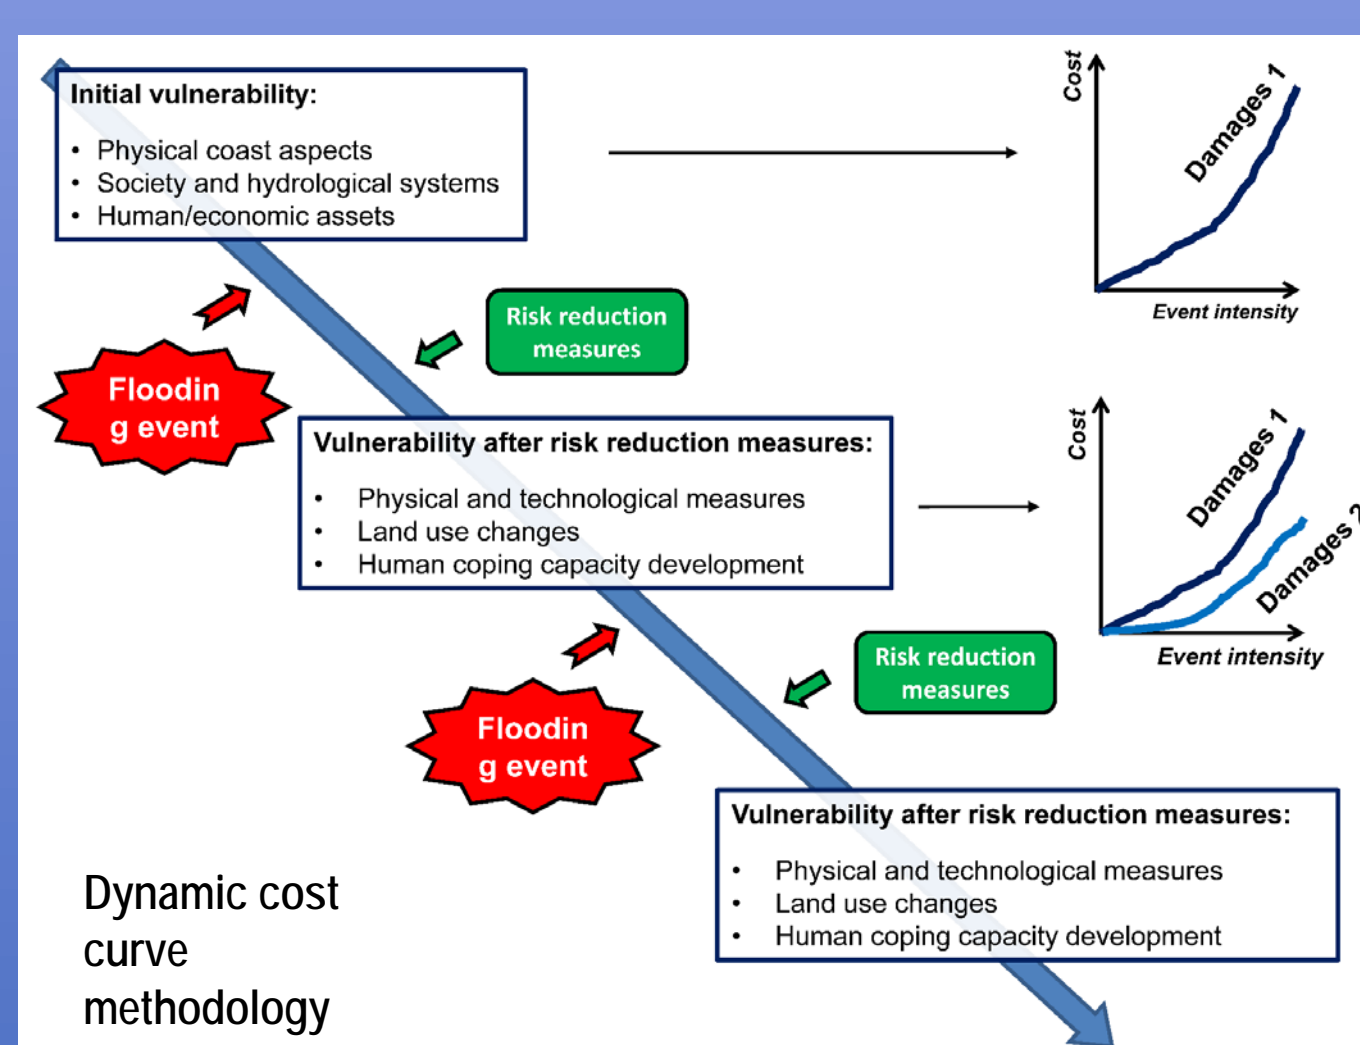 Initial vulnerability:
• Physical coast aspects
• Society and hydrological systems
• Human/economic assets
Cost
Damages 1
Event intensity
Risk reduction
measures
Floodin
g event
Vulnerability after risk reduction measures:
• Physical and technological measures
• Land use changes
• Human coping capacity development
Cost
Damages 1
Damages 2
Event intensity
Risk reduction
measures
Floodin
g event
Vulnerability after risk reduction measures:
• Physical and technological measures
• Land use changes
• Human coping capacity development
Dynamic cost
curve
methodology